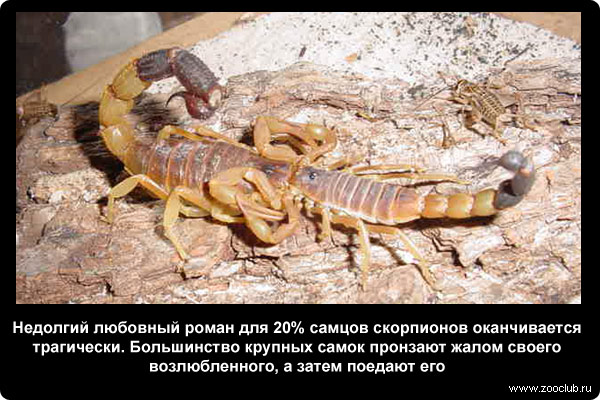 Недолгий любовный роман для 20% самцов скорпионов оканчивается
трагически. Большинство крупных самок пронзают жалом своего
возлюбленного, а затем поедают его
www.zooclub.ru